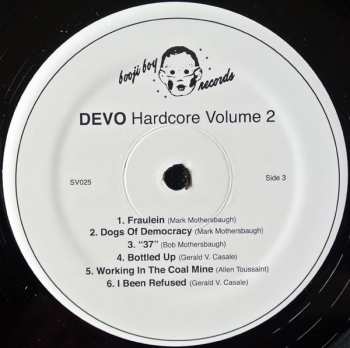 booji boy
records
DEVO Hardcore Volume 2
SV025
Side 3
1. Fraulein (Mark Mothersbaugh)
2. Dogs Of Democracy (Mark Mothersbaugh)
3. "37" (Bob Mothersbaugh)
4. Bottled Up (Gerald V. Casale)
5. Working In The Coal Mine (Allen Toussaint)
6. I Been Refused (Gerald V. Casale)